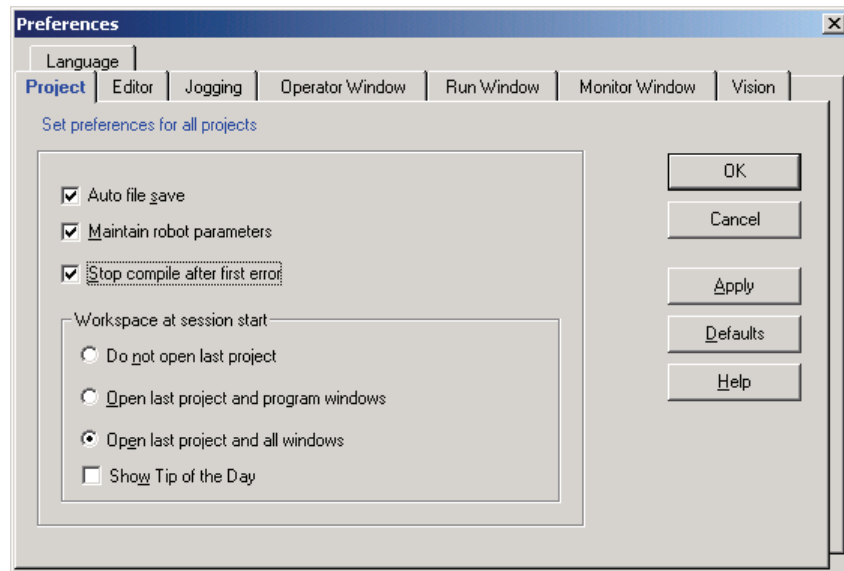 Preferences
Language
Project Editor Jogging Operator Window Run Window Monitor Window Vision
Set preferences for all projects
Auto file save
Maintain robot parameters
Stop compile after first error
Workspace at session start
Do not open last project
Open last project and program windows
Open last project and all windows
Show Tip of the Day
OK
Cancel
Apply
Defaults
Help